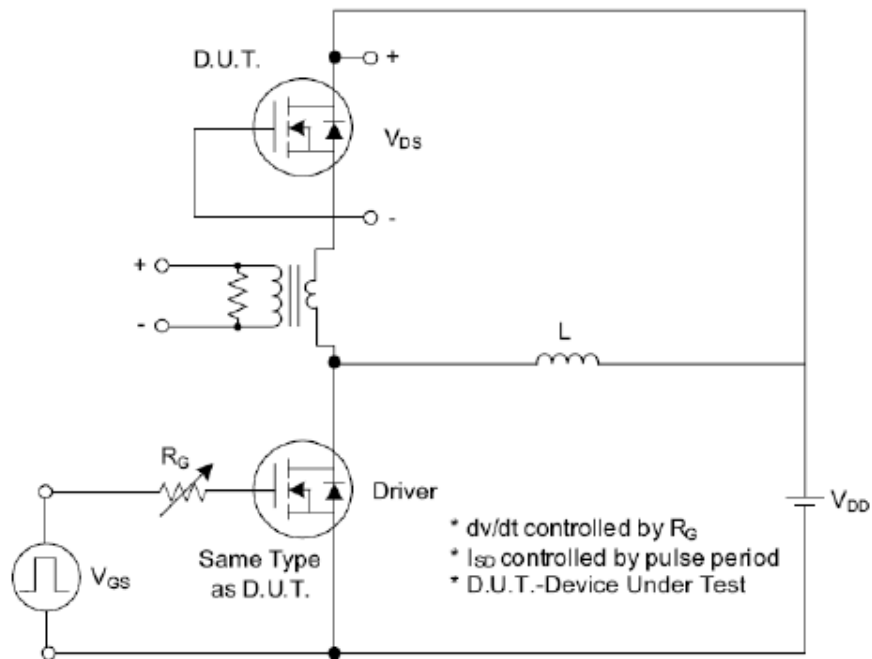 D.U.T.
+
VDS
-
+
-
L
RG
Driver
VDD
VGS
Same Type
as D.U.T.
* dv/dt controlled by RG
* ISD controlled by pulse period
* D.U.T.-Device Under Test